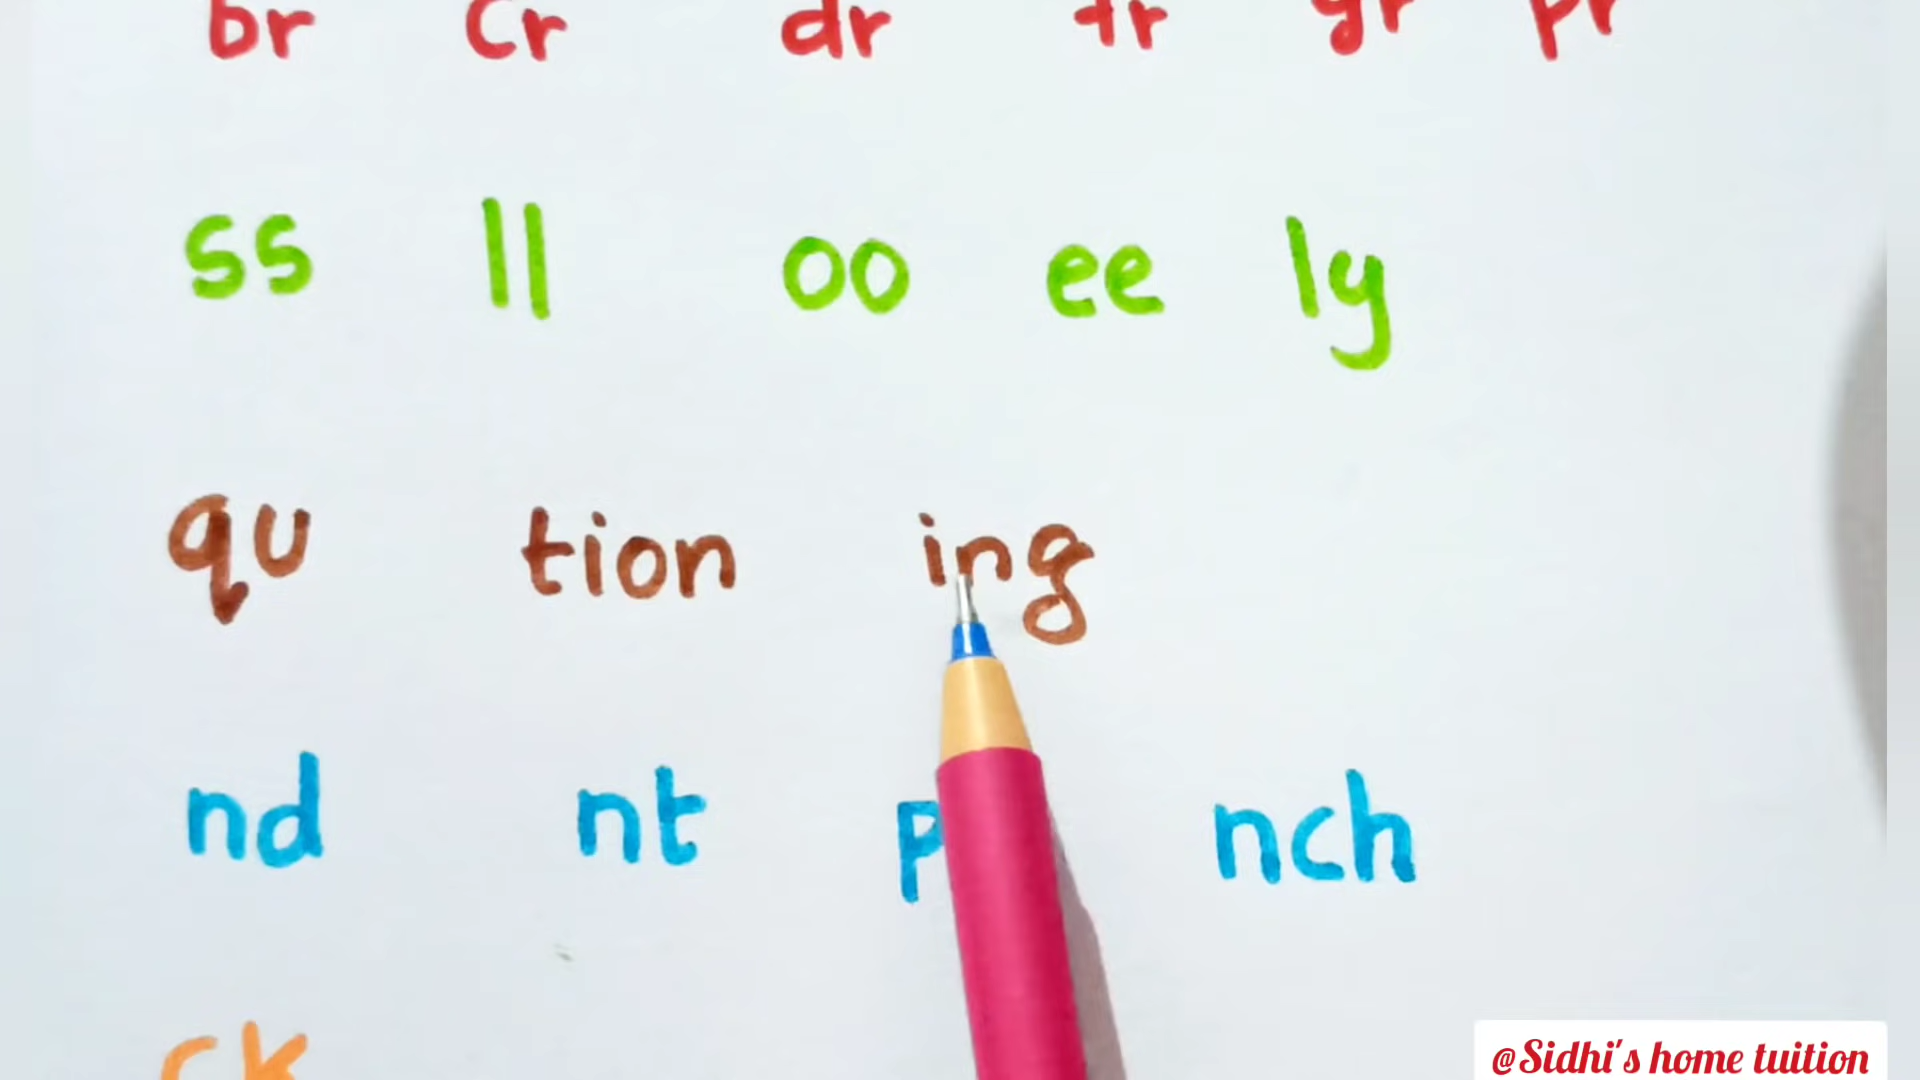 br cr dr fr gr pr
ss ll oo ee ly
qu tion ing
nd nt nch
ck
@Sidhi's home tuition